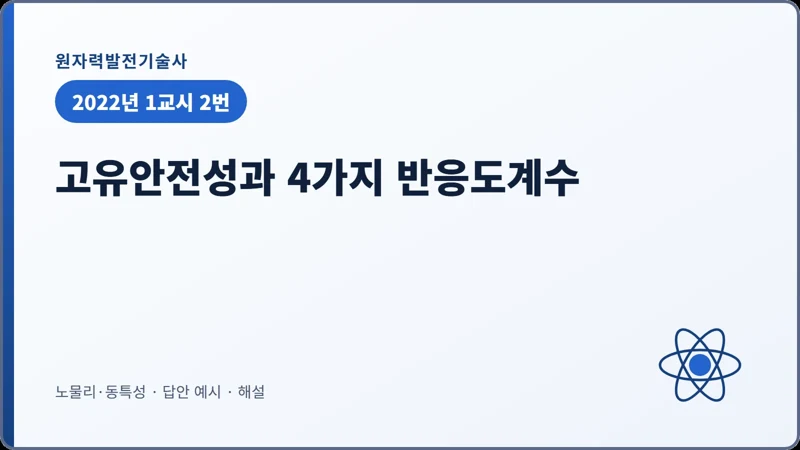 원자력발전기술사
2022년 1교시 2번
고유안전성과 4가지 반응도계수
노물리·동특성 · 답안 예시 · 해설